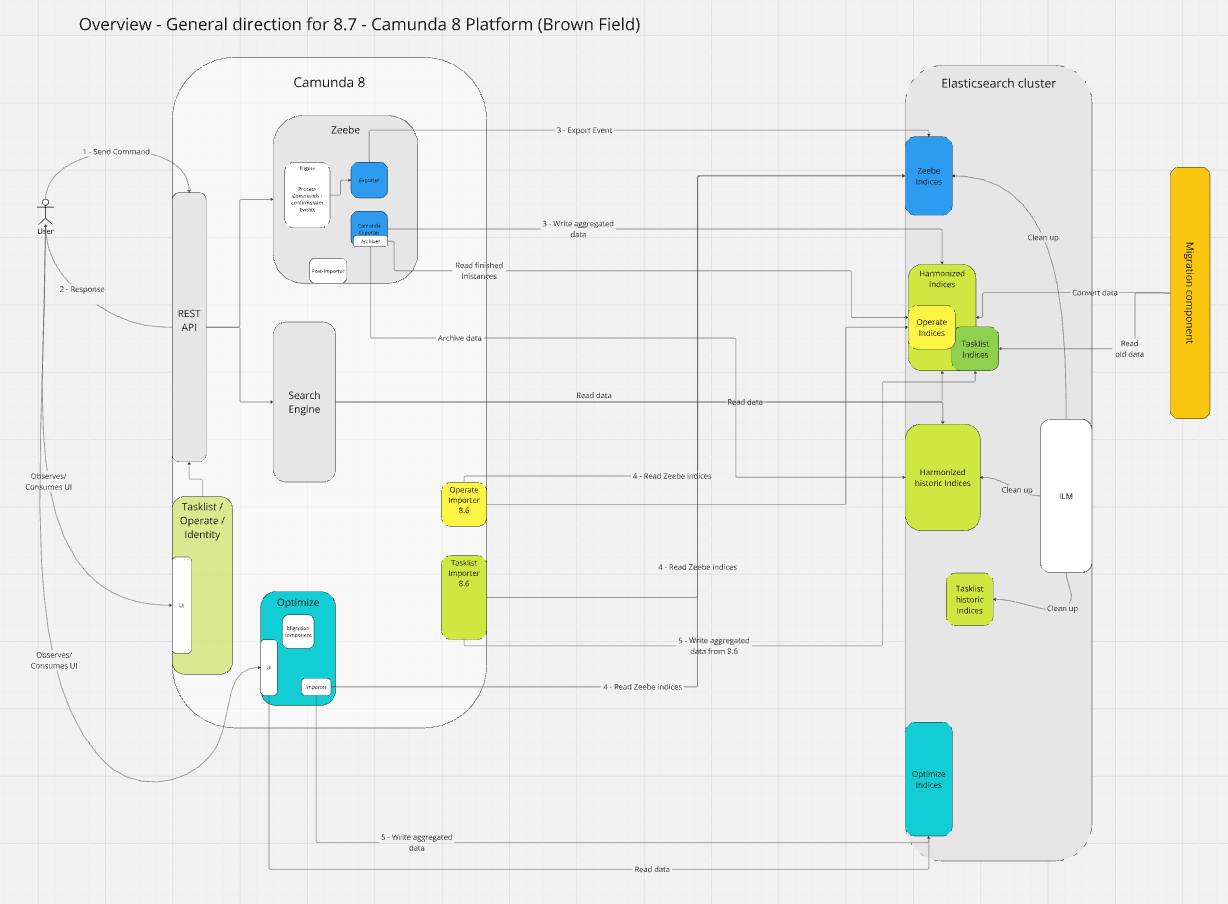 Overview - General direction for 8.7 - Camunda 8 Platform (Brown Field)
Camunda 8
Elasticsearch cluster
Zeebe
3 - Export Event
1 - Send Command
Engine
Process
Commands -
confirms with
Events
Exporter
Zeebe
Indices
Camunda
Exporter
Archiver
3 - Write aggregated
data
User
Clean up
Migration component
Post-Importer
Read finished
instances
Harmonized
indices
2 - Response
Convert data
REST
API
Operate
Indices
Archive data
Tasklist
Indices
Read
old data
Search
Engine
Read data
Read data
Observes/
Consumes UI
4 - Read Zeebe indices
Harmonized
historic Indices
Clean up
ILM
Operate
Importer
8.6
Tasklist /
Operate /
Identity
Tasklist
Importer
8.6
4 - Read Zeebe indices
UI
Optimize
Migration
component
Tasklist
historic
Indices
Clean up
5 - Write aggregated
data from 8.6
Observes/
Consumes UI
UI
Importer
4 - Read Zeebe indices
Optimize
Indices
5 - Write aggregated
data
Read data